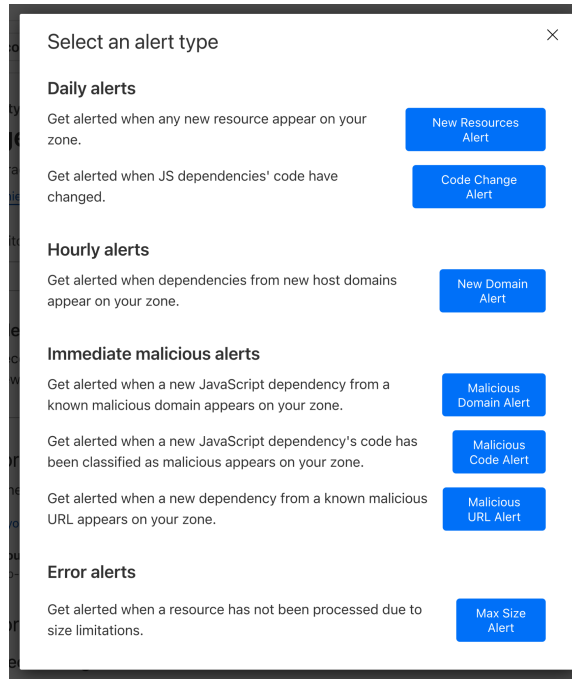 Select an alert type
Daily alerts
Get alerted when any new resource appear on your
zone.
New Resources
Alert
Get alerted when JS dependencies' code have
changed.
Code Change
Alert
Hourly alerts
Get alerted when dependencies from new host domains
appear on your zone.
New Domain
Alert
Immediate malicious alerts
Get alerted when a new JavaScript dependency from a
known malicious domain appears on your zone.
Malicious
Domain Alert
Get alerted when a new JavaScript dependency's code has
been classified as malicious appears on your zone.
Malicious
Code Alert
Get alerted when a new dependency from a known malicious
URL appears on your zone.
Malicious
URL Alert
Error alerts
Get alerted when a resource has not been processed due to
size limitations.
Max Size
Alert